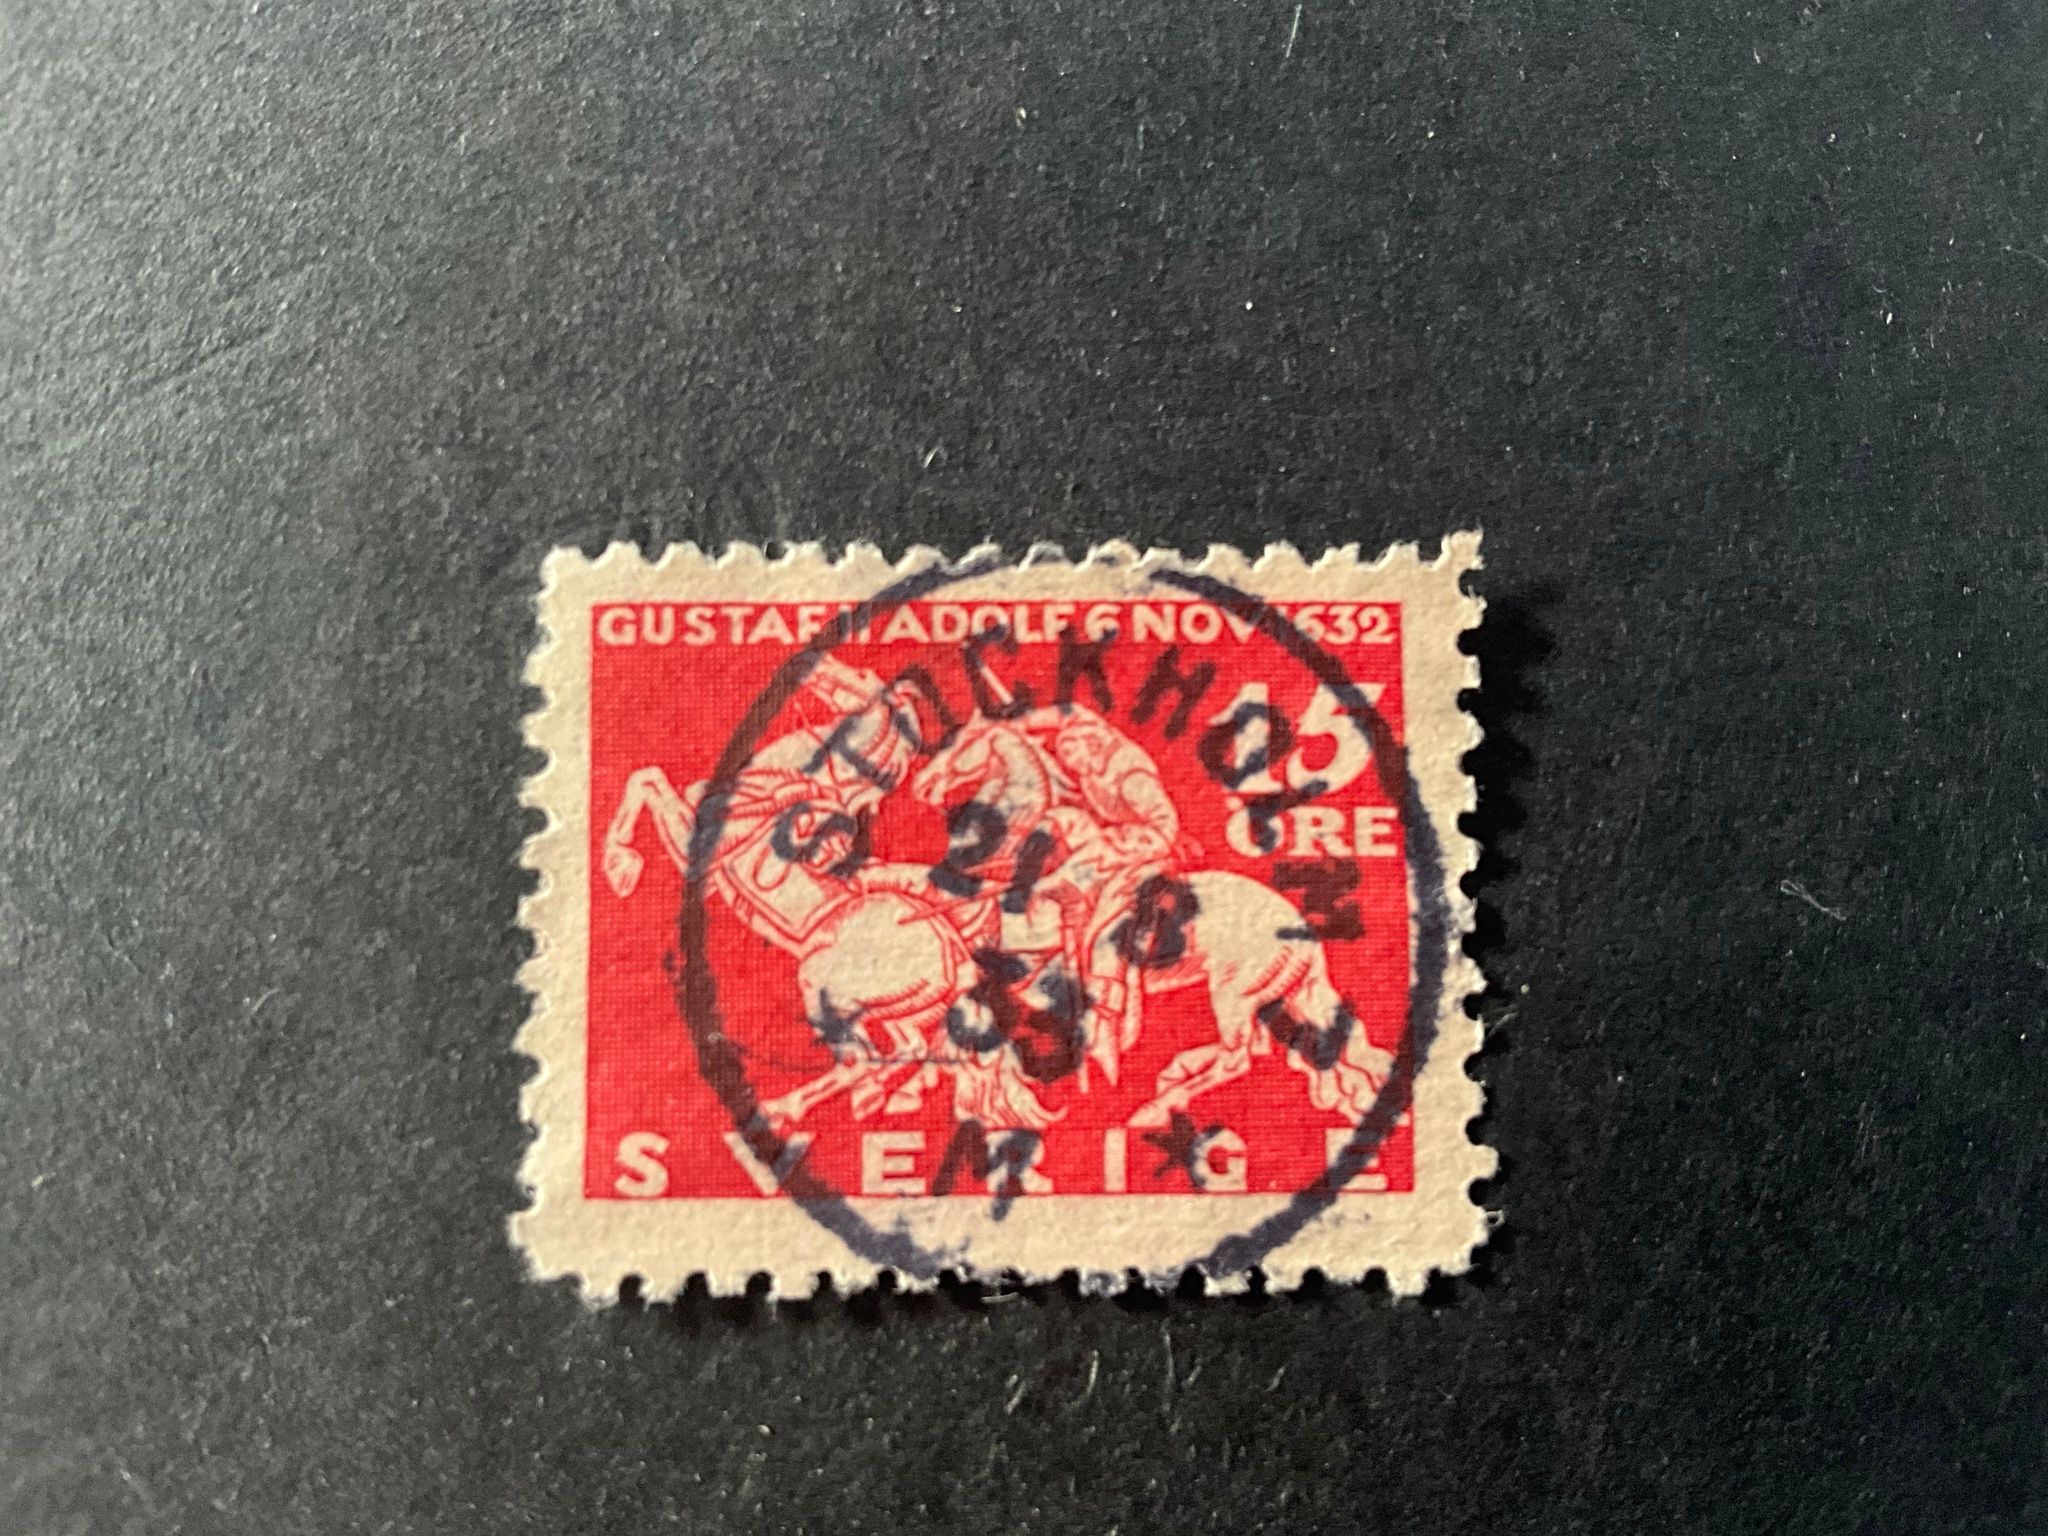 GUSTAF II ADOLF 6 NOV 1632
15
ÖRE
SVERIGE
STOCKHOLM
21 8
33